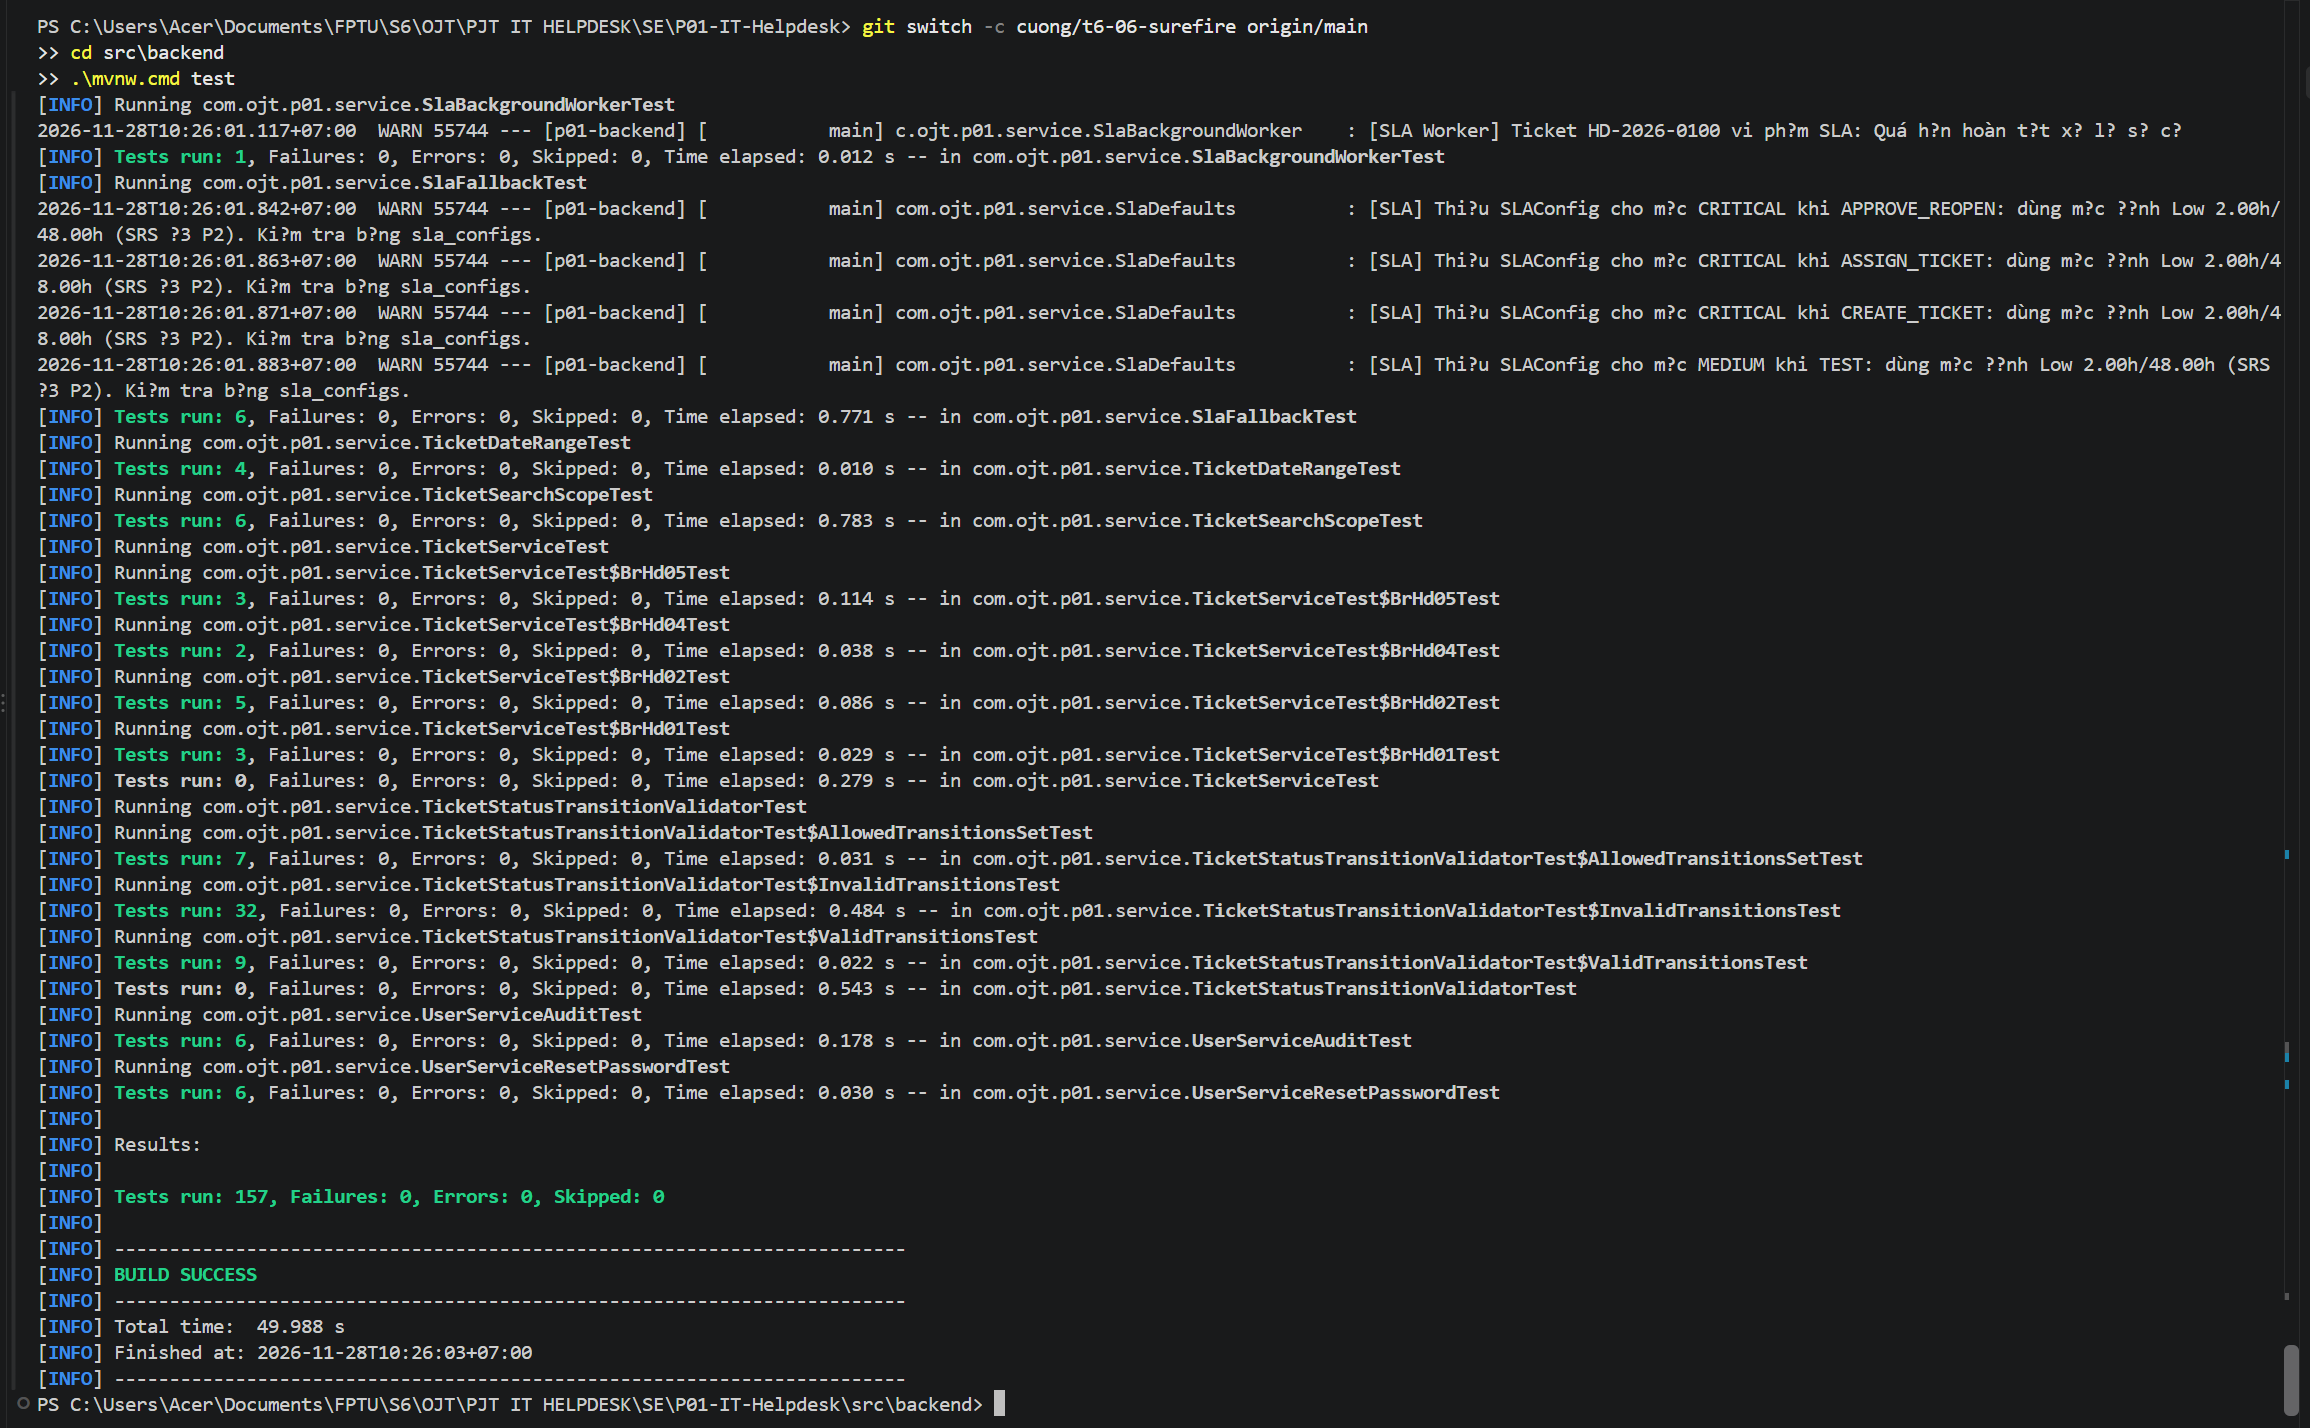 PS C:\Users\Acer\Documents\FPTU\S6\OJT\PJT IT HELPDESK\SE\P01-IT-Helpdesk> git switch -c cuong/t6-06-surefire origin/main
>> cd src\backend
>> .\mvnw.cmd test
[INFO] Running com.ojt.p01.service.SlaBackgroundWorkerTest
2026-11-28T10:26:01.117+07:00  WARN 55744 --- [p01-backend] [           main] c.ojt.p01.service.SlaBackgroundWorker    : [SLA Worker] Ticket HD-2026-0100 vi ph?m SLA: Quá h?n hoàn t?t x? l? s? c?
[INFO] Tests run: 1, Failures: 0, Errors: 0, Skipped: 0, Time elapsed: 0.012 s -- in com.ojt.p01.service.SlaBackgroundWorkerTest
[INFO] Running com.ojt.p01.service.SlaFallbackTest
2026-11-28T10:26:01.842+07:00  WARN 55744 --- [p01-backend] [           main] com.ojt.p01.service.SlaDefaults          : [SLA] Thi?u SLAConfig cho m?c CRITICAL khi APPROVE_REOPEN: dùng m?c ??nh Low 2.00h/
48.00h (SRS ?3 P2). Ki?m tra b?ng sla_configs.
2026-11-28T10:26:01.863+07:00  WARN 55744 --- [p01-backend] [           main] com.ojt.p01.service.SlaDefaults          : [SLA] Thi?u SLAConfig cho m?c CRITICAL khi ASSIGN_TICKET: dùng m?c ??nh Low 2.00h/4
8.00h (SRS ?3 P2). Ki?m tra b?ng sla_configs.
2026-11-28T10:26:01.871+07:00  WARN 55744 --- [p01-backend] [           main] com.ojt.p01.service.SlaDefaults          : [SLA] Thi?u SLAConfig cho m?c CRITICAL khi CREATE_TICKET: dùng m?c ??nh Low 2.00h/4
8.00h (SRS ?3 P2). Ki?m tra b?ng sla_configs.
2026-11-28T10:26:01.883+07:00  WARN 55744 --- [p01-backend] [           main] com.ojt.p01.service.SlaDefaults          : [SLA] Thi?u SLAConfig cho m?c MEDIUM khi TEST: dùng m?c ??nh Low 2.00h/48.00h (SRS
?3 P2). Ki?m tra b?ng sla_configs.
[INFO] Tests run: 6, Failures: 0, Errors: 0, Skipped: 0, Time elapsed: 0.771 s -- in com.ojt.p01.service.SlaFallbackTest
[INFO] Running com.ojt.p01.service.TicketDateRangeTest
[INFO] Tests run: 4, Failures: 0, Errors: 0, Skipped: 0, Time elapsed: 0.010 s -- in com.ojt.p01.service.TicketDateRangeTest
[INFO] Running com.ojt.p01.service.TicketSearchScopeTest
[INFO] Tests run: 6, Failures: 0, Errors: 0, Skipped: 0, Time elapsed: 0.783 s -- in com.ojt.p01.service.TicketSearchScopeTest
[INFO] Running com.ojt.p01.service.TicketServiceTest
[INFO] Running com.ojt.p01.service.TicketServiceTest$BrHd05Test
[INFO] Tests run: 3, Failures: 0, Errors: 0, Skipped: 0, Time elapsed: 0.114 s -- in com.ojt.p01.service.TicketServiceTest$BrHd05Test
[INFO] Running com.ojt.p01.service.TicketServiceTest$BrHd04Test
[INFO] Tests run: 2, Failures: 0, Errors: 0, Skipped: 0, Time elapsed: 0.038 s -- in com.ojt.p01.service.TicketServiceTest$BrHd04Test
[INFO] Running com.ojt.p01.service.TicketServiceTest$BrHd02Test
[INFO] Tests run: 5, Failures: 0, Errors: 0, Skipped: 0, Time elapsed: 0.086 s -- in com.ojt.p01.service.TicketServiceTest$BrHd02Test
[INFO] Running com.ojt.p01.service.TicketServiceTest$BrHd01Test
[INFO] Tests run: 3, Failures: 0, Errors: 0, Skipped: 0, Time elapsed: 0.029 s -- in com.ojt.p01.service.TicketServiceTest$BrHd01Test
[INFO] Tests run: 0, Failures: 0, Errors: 0, Skipped: 0, Time elapsed: 0.279 s -- in com.ojt.p01.service.TicketServiceTest
[INFO] Running com.ojt.p01.service.TicketStatusTransitionValidatorTest
[INFO] Running com.ojt.p01.service.TicketStatusTransitionValidatorTest$AllowedTransitionsSetTest
[INFO] Tests run: 7, Failures: 0, Errors: 0, Skipped: 0, Time elapsed: 0.031 s -- in com.ojt.p01.service.TicketStatusTransitionValidatorTest$AllowedTransitionsSetTest
[INFO] Running com.ojt.p01.service.TicketStatusTransitionValidatorTest$InvalidTransitionsTest
[INFO] Tests run: 32, Failures: 0, Errors: 0, Skipped: 0, Time elapsed: 0.484 s -- in com.ojt.p01.service.TicketStatusTransitionValidatorTest$InvalidTransitionsTest
[INFO] Running com.ojt.p01.service.TicketStatusTransitionValidatorTest$ValidTransitionsTest
[INFO] Tests run: 9, Failures: 0, Errors: 0, Skipped: 0, Time elapsed: 0.022 s -- in com.ojt.p01.service.TicketStatusTransitionValidatorTest$ValidTransitionsTest
[INFO] Tests run: 0, Failures: 0, Errors: 0, Skipped: 0, Time elapsed: 0.543 s -- in com.ojt.p01.service.TicketStatusTransitionValidatorTest
[INFO] Running com.ojt.p01.service.UserServiceAuditTest
[INFO] Tests run: 6, Failures: 0, Errors: 0, Skipped: 0, Time elapsed: 0.178 s -- in com.ojt.p01.service.UserServiceAuditTest
[INFO] Running com.ojt.p01.service.UserServiceResetPasswordTest
[INFO] Tests run: 6, Failures: 0, Errors: 0, Skipped: 0, Time elapsed: 0.030 s -- in com.ojt.p01.service.UserServiceResetPasswordTest
[INFO]
[INFO] Results:
[INFO]
[INFO] Tests run: 157, Failures: 0, Errors: 0, Skipped: 0
[INFO]
[INFO] ------------------------------------------------------------------------
[INFO] BUILD SUCCESS
[INFO] ------------------------------------------------------------------------
[INFO] Total time:  49.988 s
[INFO] Finished at: 2026-11-28T10:26:03+07:00
[INFO] ------------------------------------------------------------------------
PS C:\Users\Acer\Documents\FPTU\S6\OJT\PJT IT HELPDESK\SE\P01-IT-Helpdesk\src\backend>